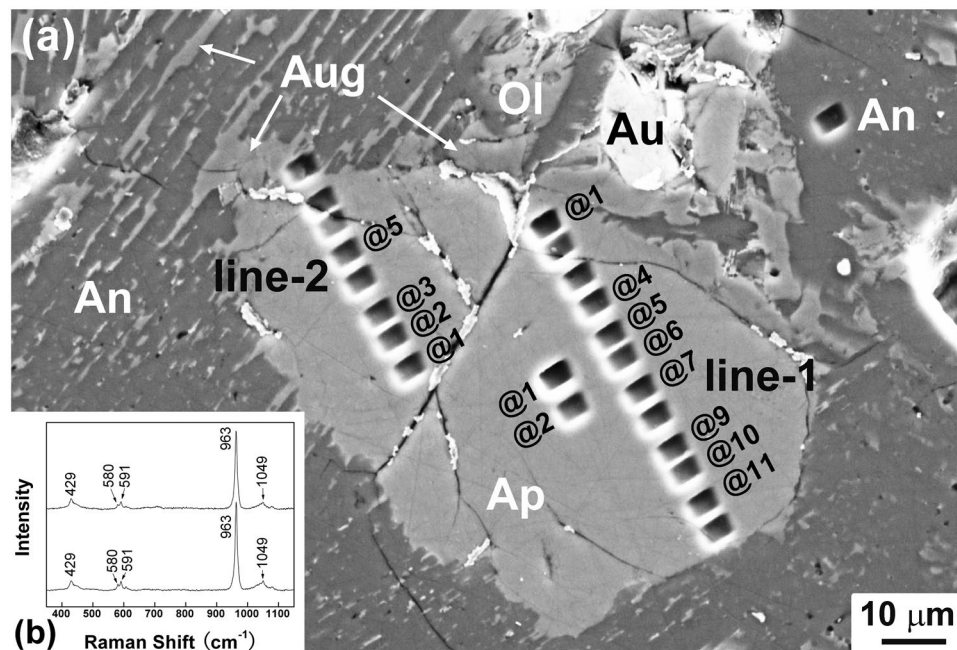 (a)
Aug
Ol
Au
An
@1
@5
line-2
@4
@5
An
@3
@2
@1
@6
@7
line-1
@1
@2
@9
@10
@11
Ap
963
429
580
591
1049
963
429
580
591
1049
Intensity
400 500 600 700 800 900 1000 1100
(b)
Raman Shift (cm-1)
10 μm